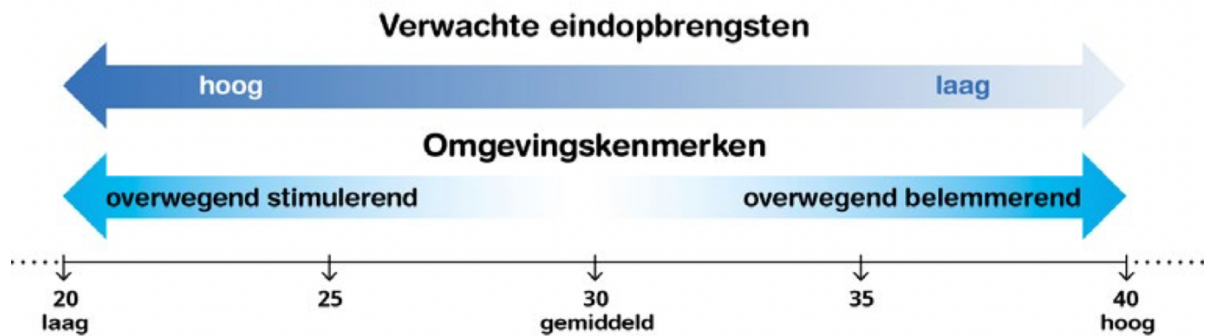 Verwachte eindopbrengsten
hoog laag
Omgevingskenmerken
overwegend stimulerend overwegend belemmerend
20 25 30 35 40
laag gemiddeld hoog